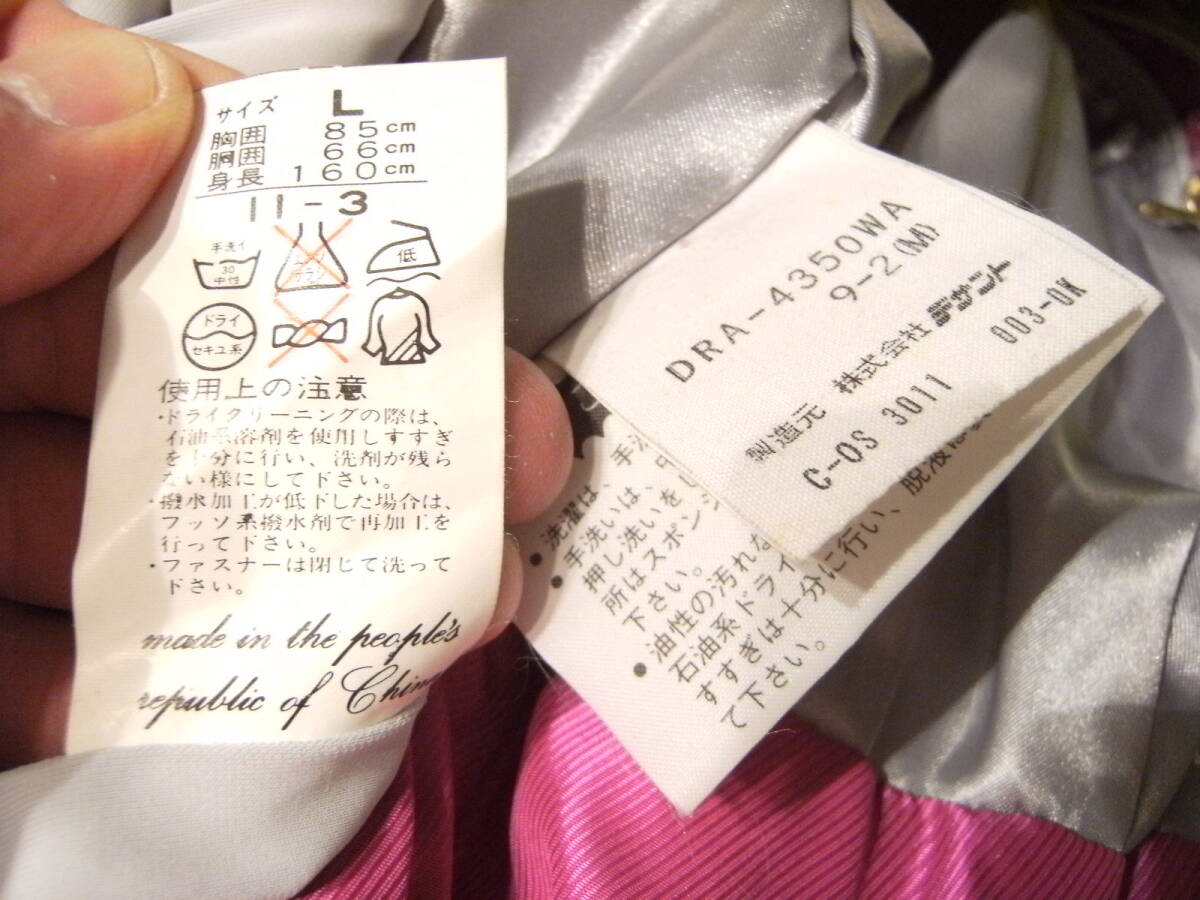 サイズ L
胸囲 85cm
胴囲 66cm
身長 160cm
11-3
手洗イ
30
中性
低
ドライ
セキユ系
使用上の注意
・ドライクリーニングの際は、
石油系溶剤を使用しすすぎ
を十分に行い、洗剤が残ら
ない様にして下さい。
・撥水加工が低下した場合は、
フッソ系撥水剤で再加工を
行って下さい。
・ファスナーは閉じて洗って
下さい。
made in the people's
republic of China
DRA-4350WA
9-2(M)
製造元 株式会社デサント
C-OS 3011 003-OK
・洗濯は、手洗
・手洗いは、
押し洗いを
所はスポン
下さい。
・油性の汚れな
石油系ドライ
すすぎは十分に行い、脱液は
て下さい。